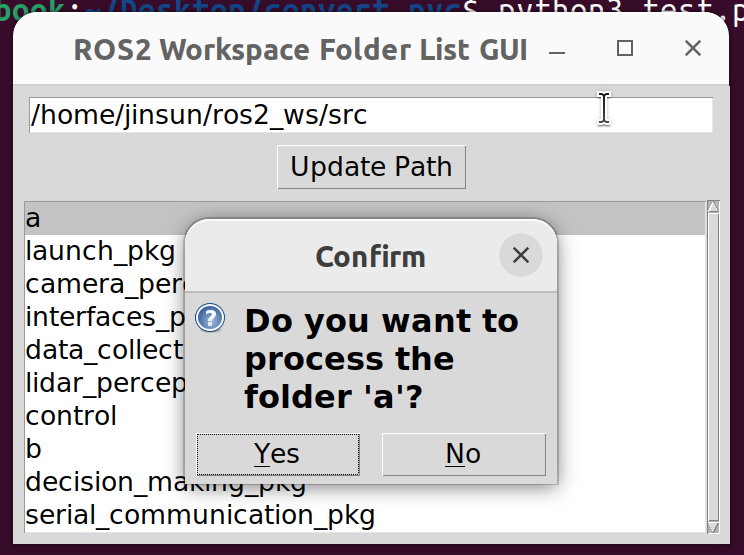 book:~/Desktop/convert_pyc$ python3 test.p
ROS2 Workspace Folder List GUI
/home/jinsun/ros2_ws/src
Update Path
a
launch_pkg
camera_perc
interfaces_p
data_collect
lidar_percep
control
b
decision_making_pkg
serial_communication_pkg
Confirm
Do you want to
process the
folder 'a'?
Yes
No